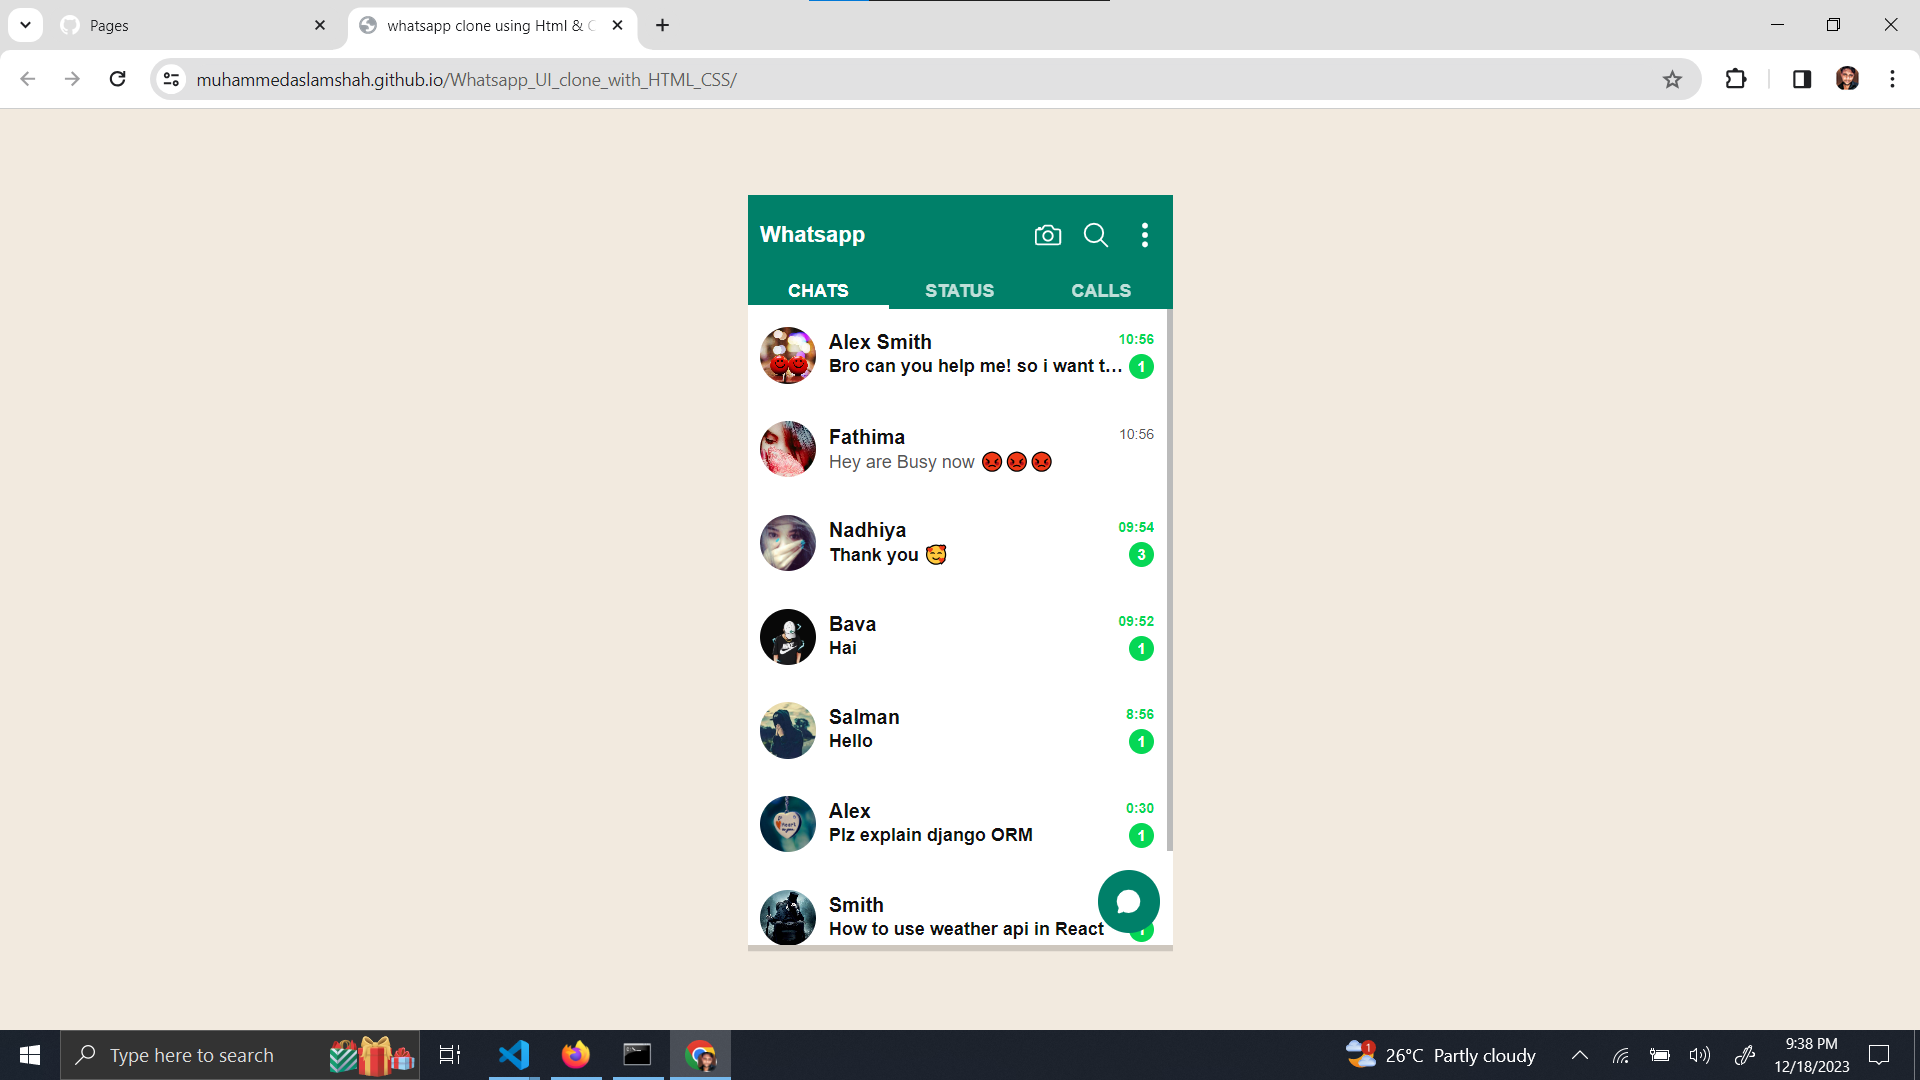 Pages
whatsapp clone using Html & C
muhammedaslamshah.github.io/Whatsapp_UI_clone_with_HTML_CSS/
Whatsapp
CHATS STATUS CALLS
Alex Smith 10:56
Bro can you help me! so i want t... 1
Fathima 10:56
Hey are Busy now 😡😡😡
Nadhiya 09:54
Thank you 🥰 3
Bava 09:52
Hai 1
Salman 8:56
Hello 1
Alex 0:30
Plz explain django ORM 1
Smith
How to use weather api in React
Type here to search
1
26°C Partly cloudy
9:38 PM
12/18/2023